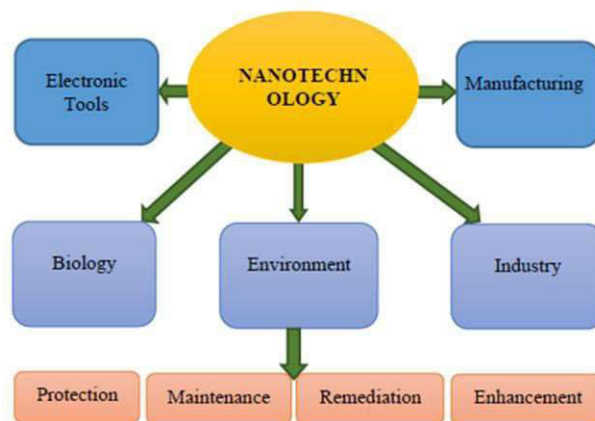 Electronic
Tools
NANOTECHN
OLOGY
Manufacturing
Biology
Environment
Industry
Protection
Maintenance
Remediation
Enhancement